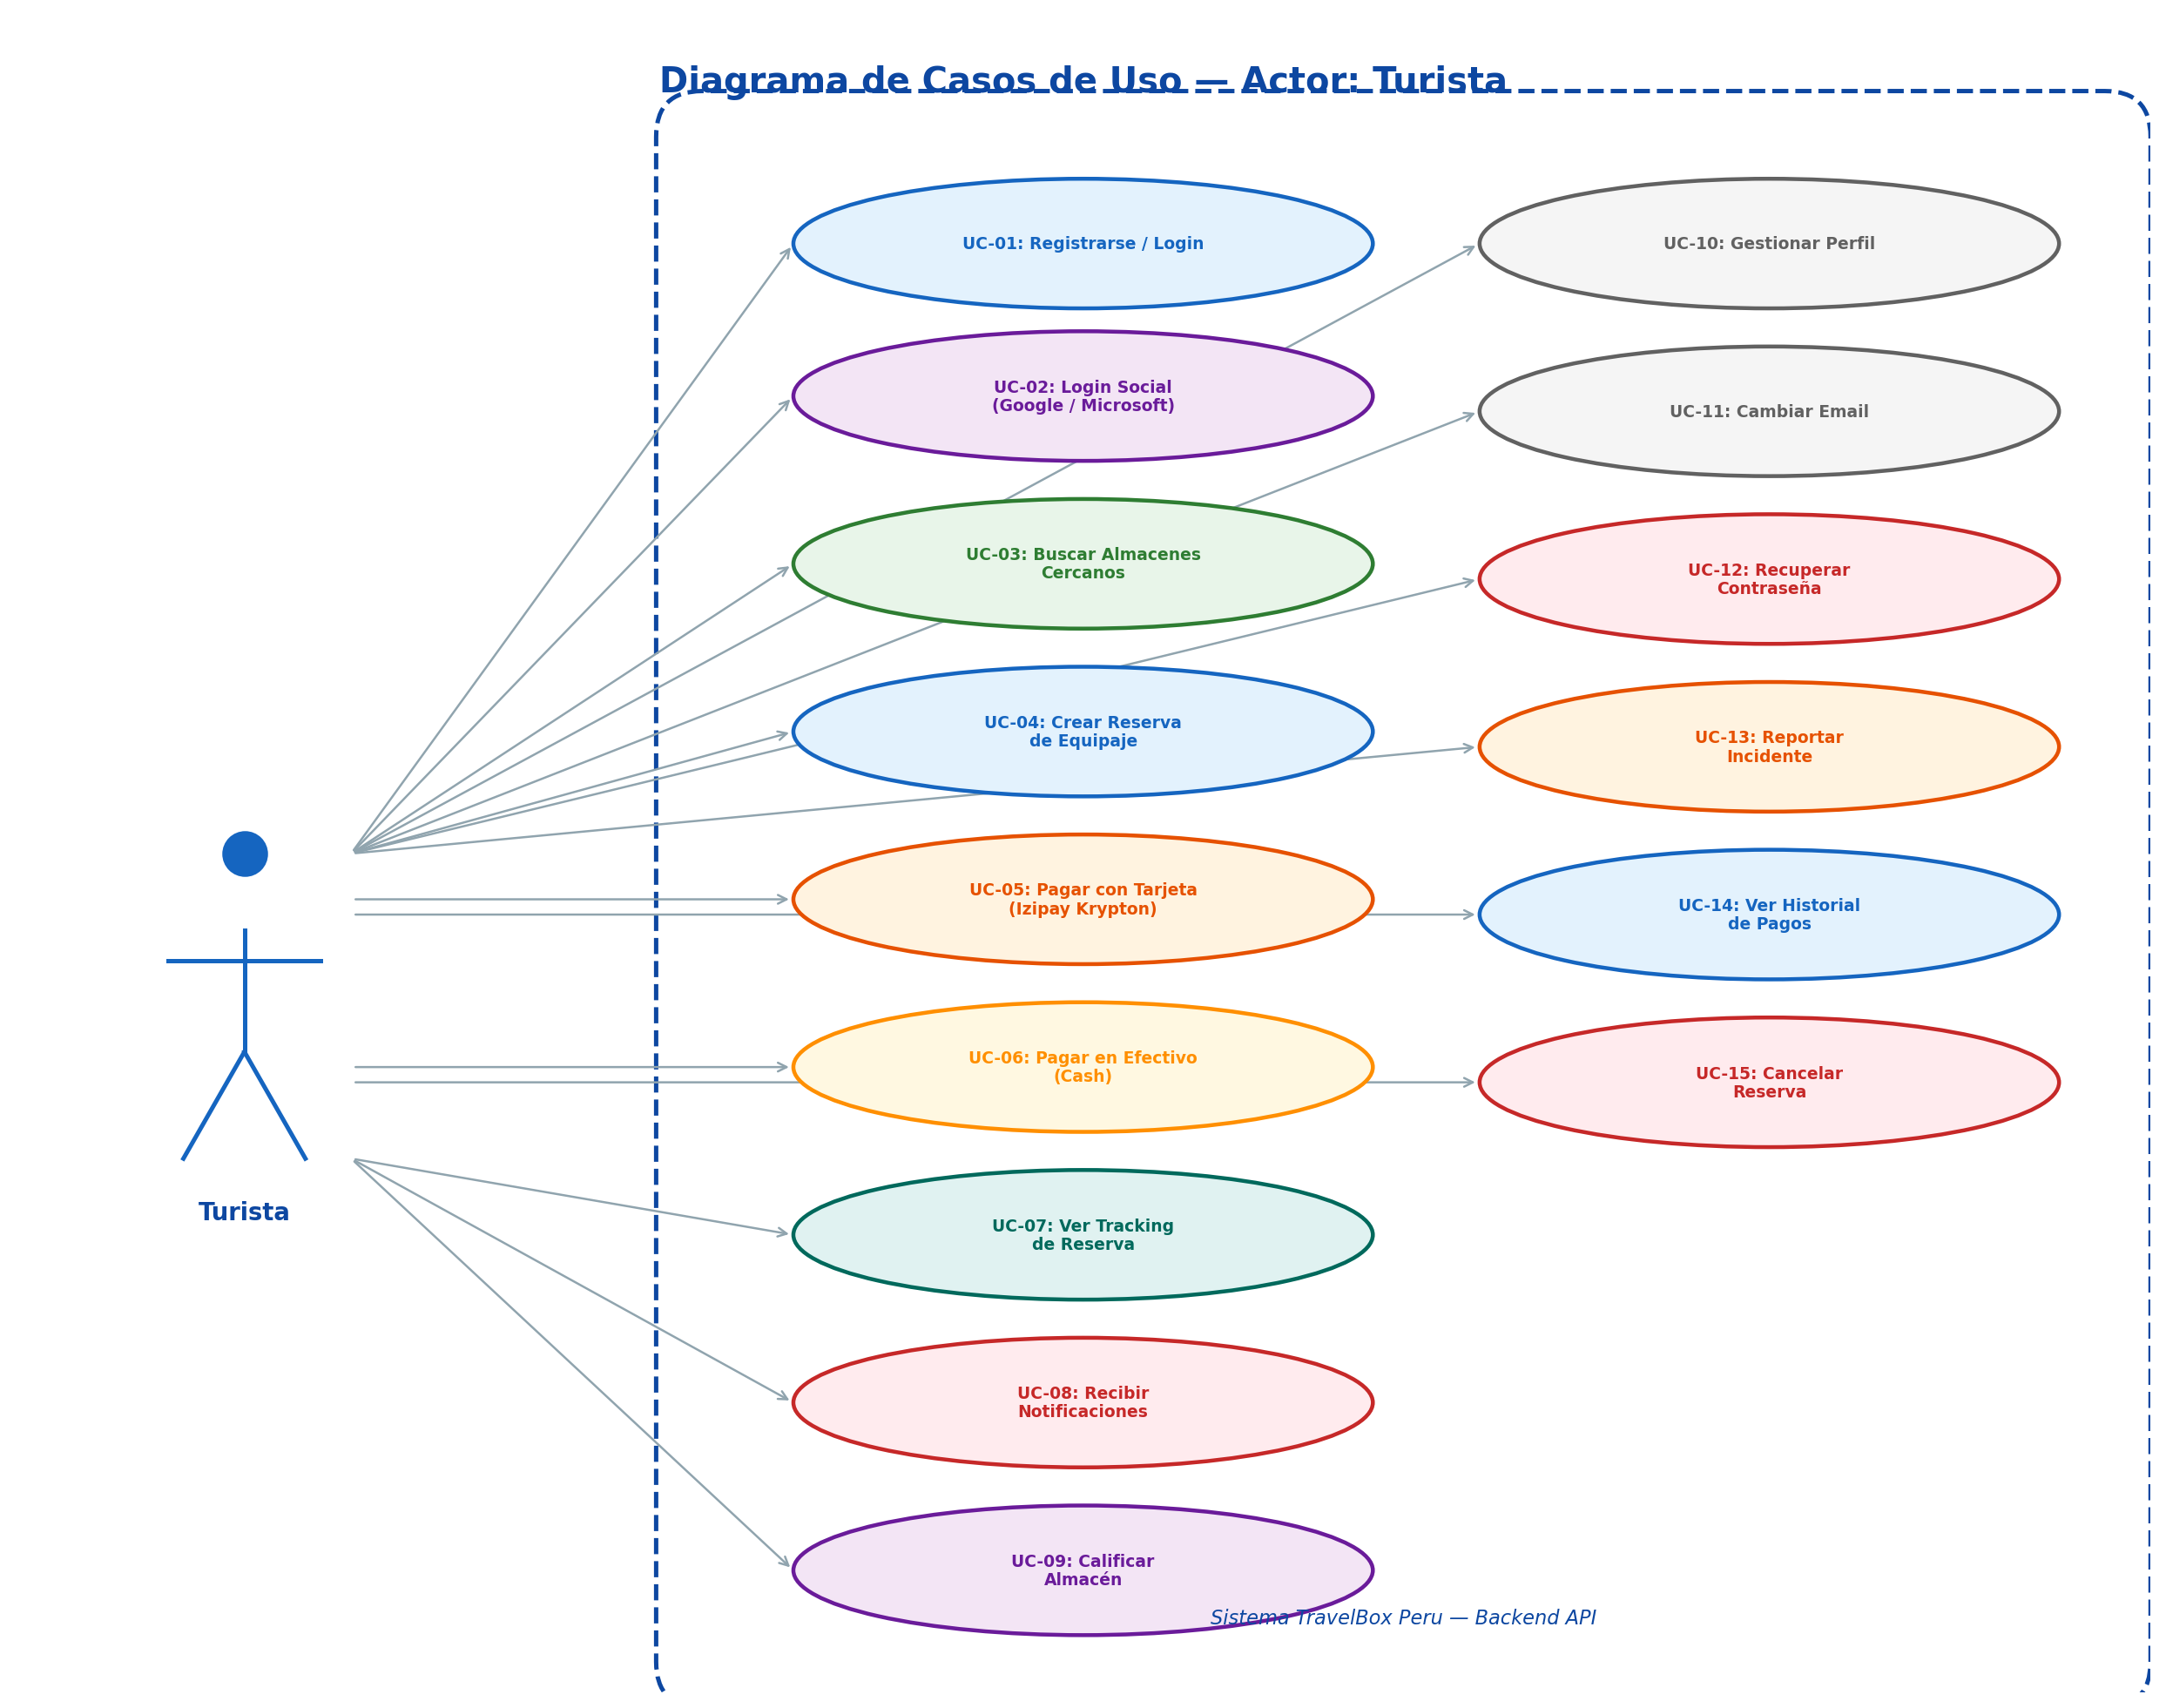 Diagrama de Casos de Uso — Actor: Turista
UC-01: Registrarse / Login
UC-02: Login Social
(Google / Microsoft)
UC-03: Buscar Almacenes
Cercanos
UC-04: Crear Reserva
de Equipaje
UC-05: Pagar con Tarjeta
(Izipay Krypton)
UC-06: Pagar en Efectivo
(Cash)
UC-07: Ver Tracking
de Reserva
UC-08: Recibir
Notificaciones
UC-09: Calificar
Almacén
UC-10: Gestionar Perfil
UC-11: Cambiar Email
UC-12: Recuperar
Contraseña
UC-13: Reportar
Incidente
UC-14: Ver Historial
de Pagos
UC-15: Cancelar
Reserva
Turista
Sistema TravelBox Peru — Backend API